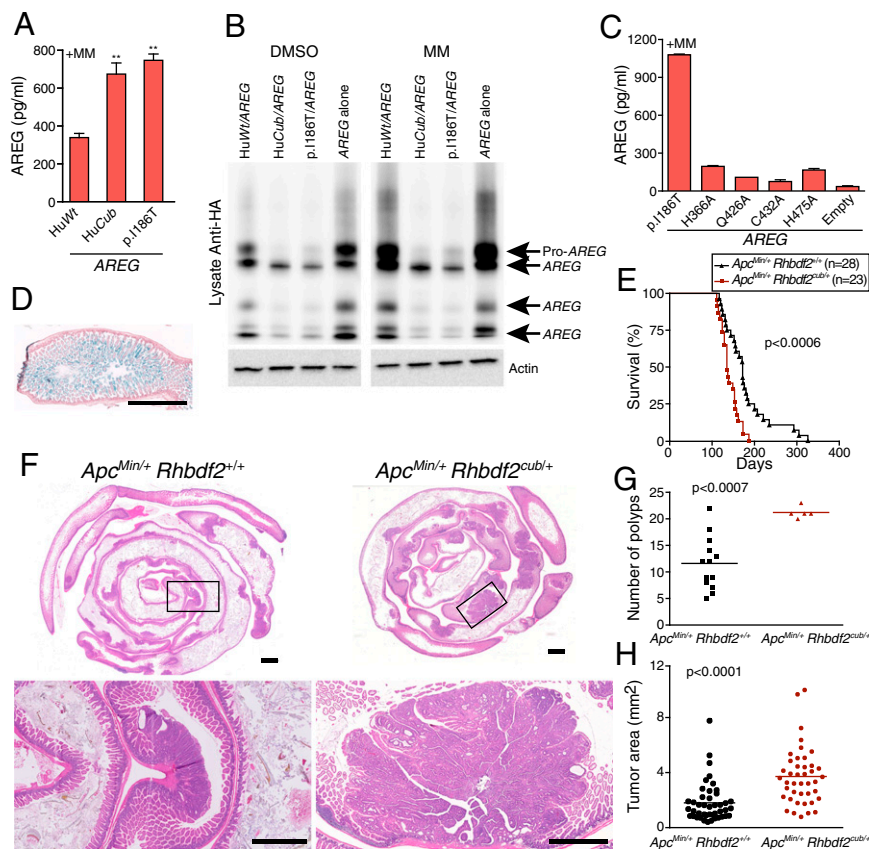 A
+MM
**
**
800
600
400
200
0
AREG (pg/ml)
HuWt
HuCub
p.I186T
AREG
B
DMSO
MM
HuWt/AREG
HuCub/AREG
p.I186T/AREG
AREG alone
HuWt/AREG
HuCub/AREG
p.I186T/AREG
AREG alone
Lysate Anti-HA
Pro-AREG
AREG
AREG
AREG
Actin
C
+MM
1200
900
600
300
0
AREG (pg/ml)
p.I186T
H366A
Q426A
C432A
H475A
Empty
AREG
D
E
Apc^Min/+ Rhbdf2^+/+ (n=28)
Apc^Min/+ Rhbdf2^cub/+ (n=23)
p<0.0006
100
75
50
25
0
Survival (%)
0 100 200 300 400
Days
F
Apc^Min/+ Rhbdf2^+/+
Apc^Min/+ Rhbdf2^cub/+
G
p<0.0007
25
20
15
10
5
0
Number of polyps
Apc^Min/+ Rhbdf2^+/+
Apc^Min/+ Rhbdf2^cub/+
H
p<0.0001
12
8
4
0
Tumor area (mm2)
Apc^Min/+ Rhbdf2^+/+
Apc^Min/+ Rhbdf2^cub/+